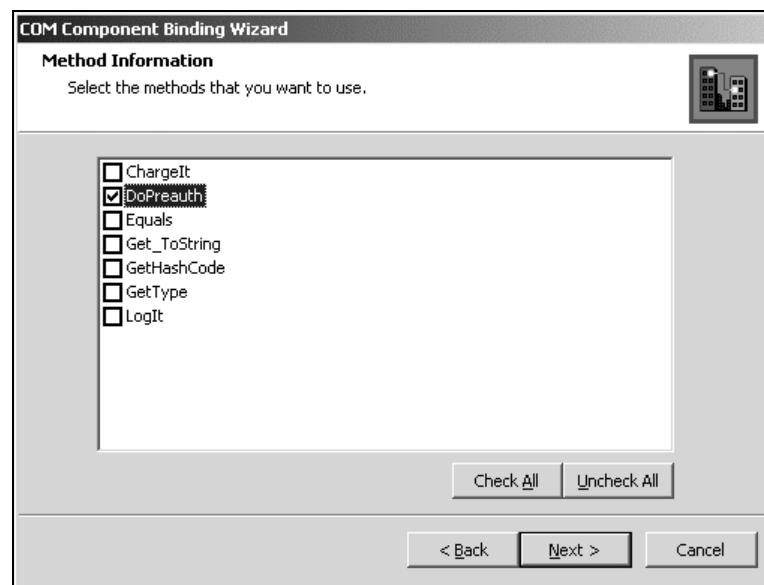 COM Component Binding Wizard
Method Information
Select the methods that you want to use.
ChargeIt
DoPreauth
Equals
Get_ToString
GetHashCode
GetType
LogIt
Check All
Uncheck All
< Back
Next >
Cancel